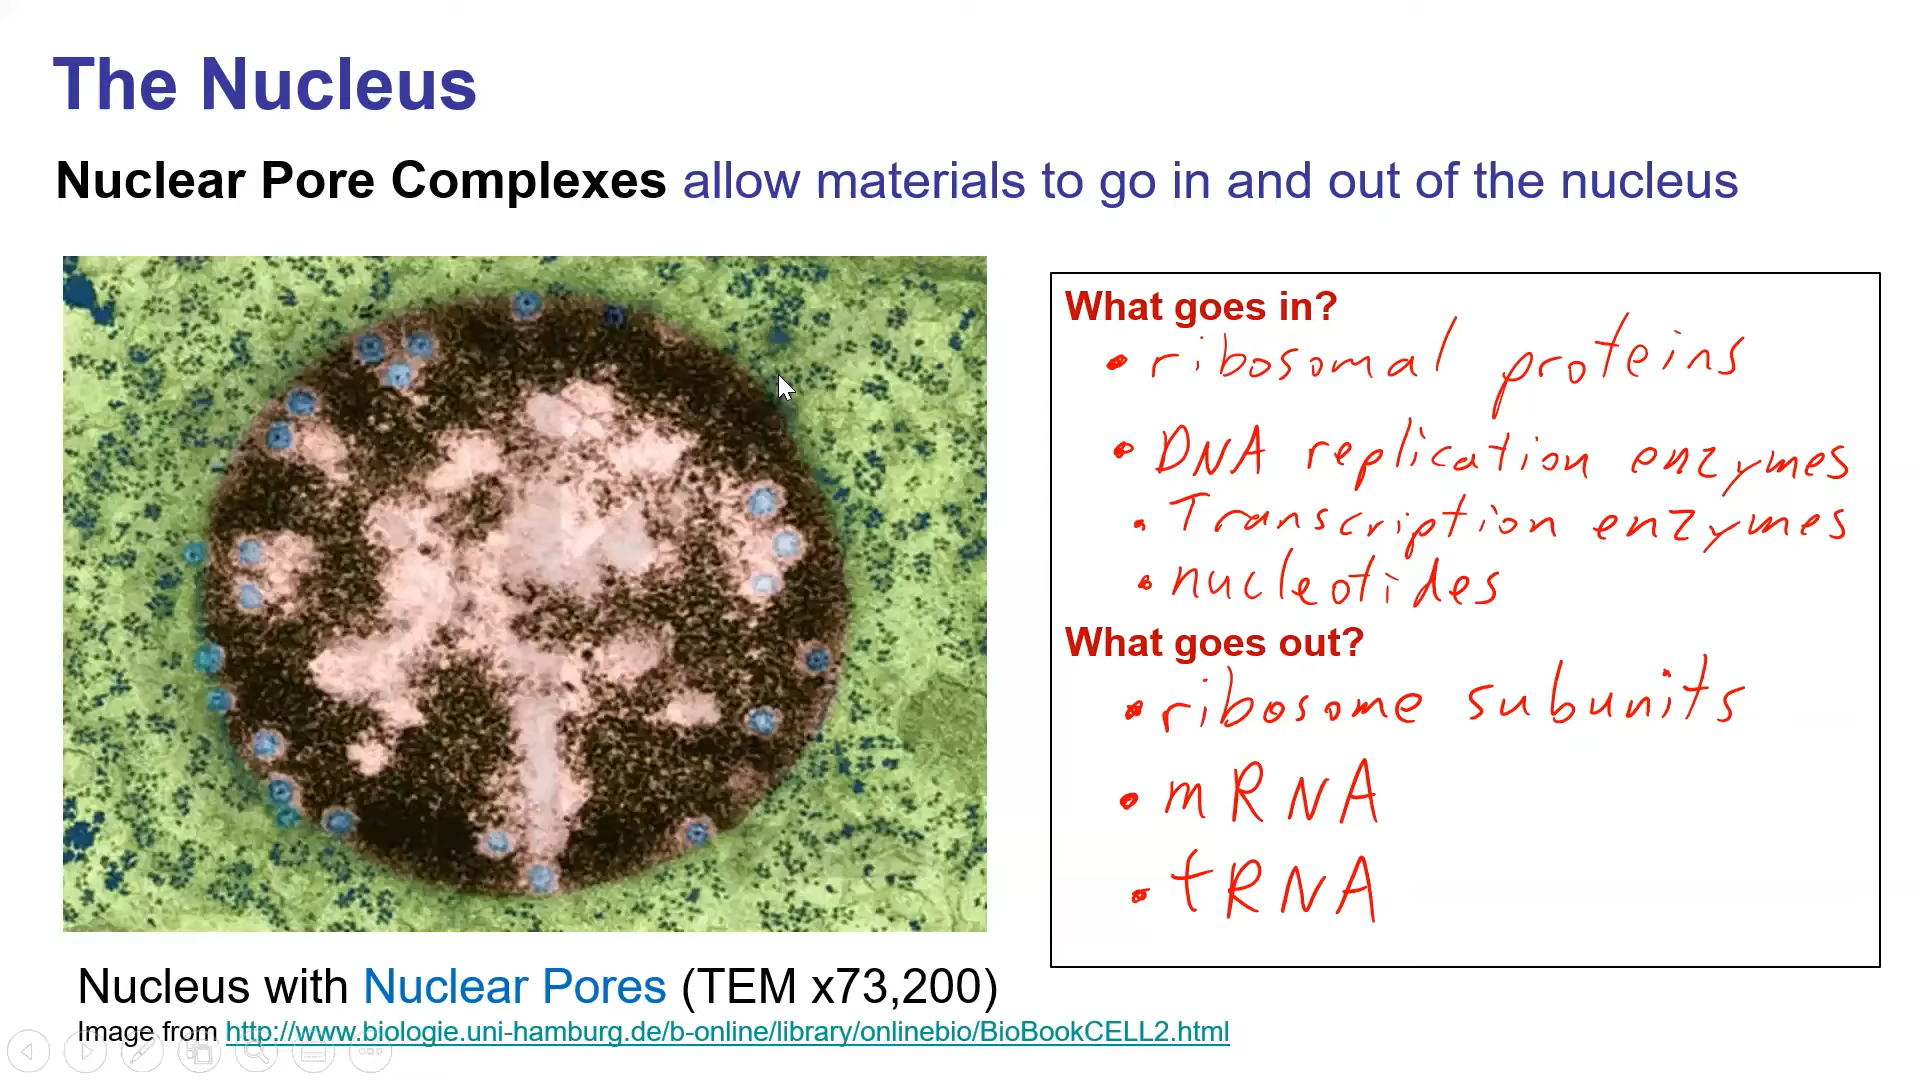 The Nucleus
Nuclear Pore Complexes allow materials to go in and out of the nucleus
What goes in?
• ribosomal proteins
• DNA replication enzymes
• Transcription enzymes
• nucleotides
What goes out?
• ribosome subunits
• mRNA
• tRNA
Nucleus with Nuclear Pores (TEM x73,200)
Image from http://www.biologie.uni-hamburg.de/b-online/library/onlinebio/BioBookCELL2.html